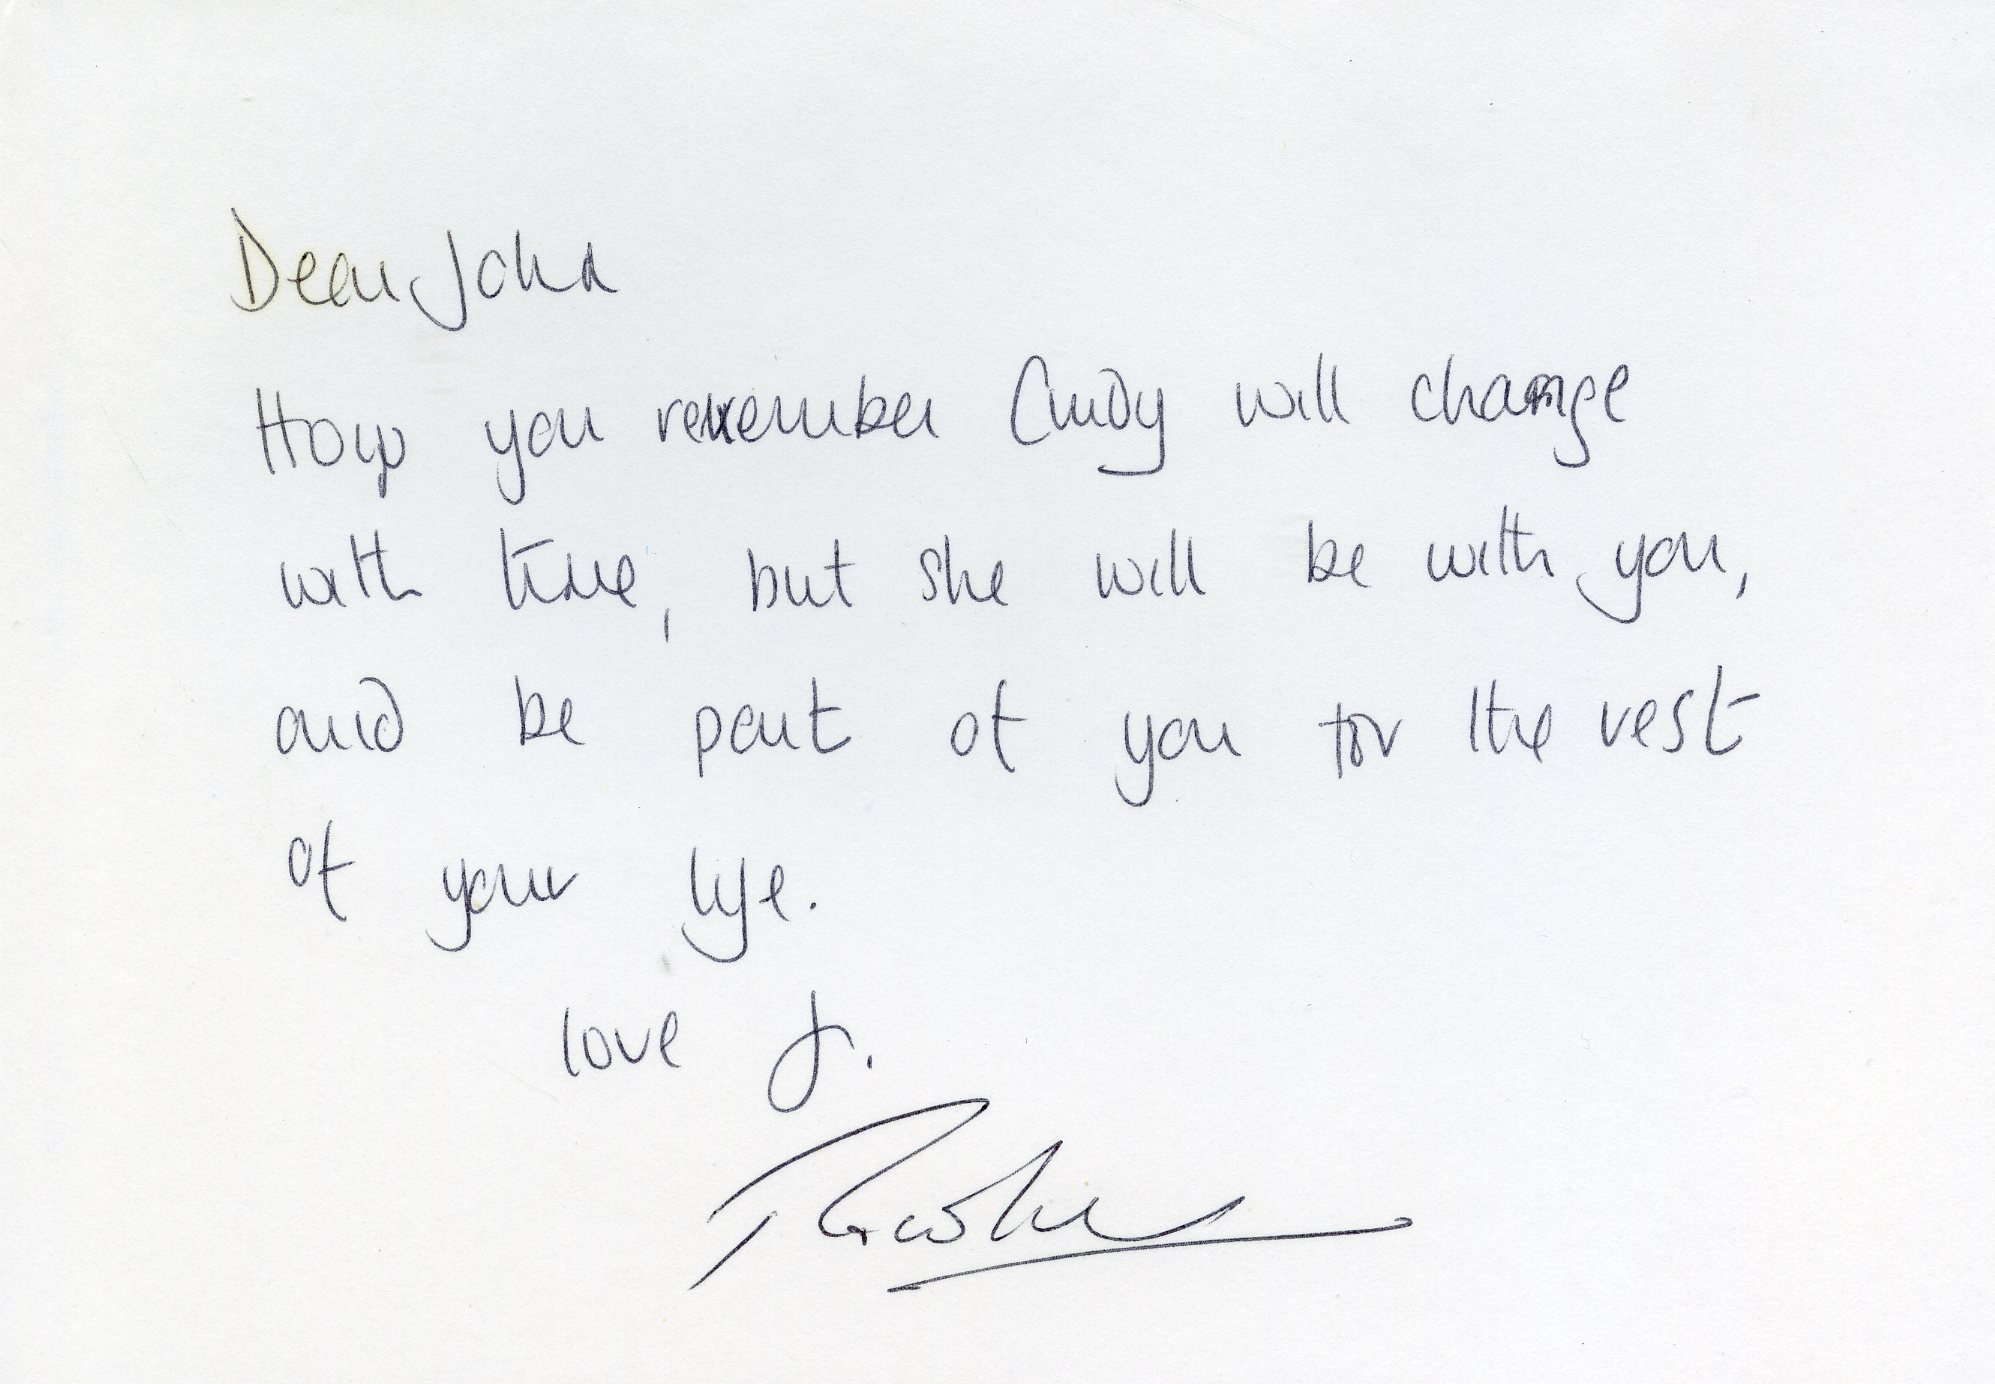 Dear John
How you remember Cindy will change
with time, but she will be with you,
and be part of you for the rest
of your life.
love J.